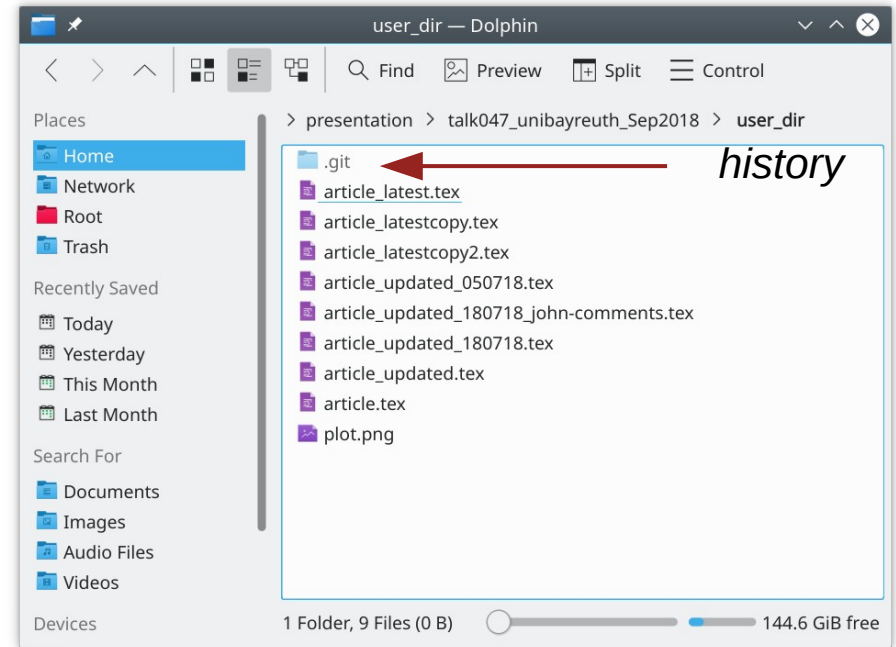 user_dir — Dolphin
Find Preview Split Control
Places
Home
Network
Root
Trash
Recently Saved
Today
Yesterday
This Month
Last Month
Search For
Documents
Images
Audio Files
Videos
Devices
> presentation > talk047_unibayreuth_Sep2018 > user_dir
.git
history
article_latest.tex
article_latestcopy.tex
article_latestcopy2.tex
article_updated_050718.tex
article_updated_180718_john-comments.tex
article_updated_180718.tex
article_updated.tex
article.tex
plot.png
1 Folder, 9 Files (0 B) 144.6 GiB free